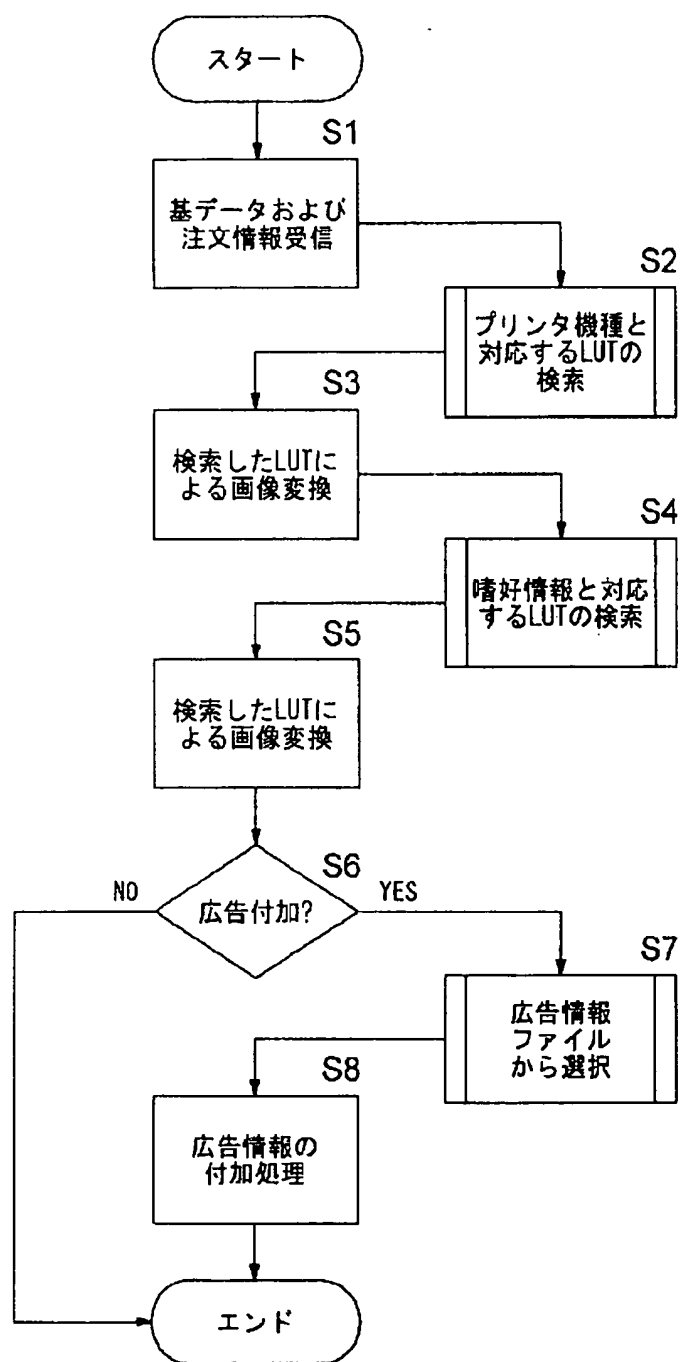 スタート
S1
基データおよび
注文情報受信
S2
プリンタ機種と
対応するLUTの
検索
S3
検索したLUTに
よる画像変換
S4
嗜好情報と対応
するLUTの検索
S5
検索したLUTに
よる画像変換
S6
広告付加?
NO
YES
S7
広告情報
ファイル
から選択
S8
広告情報の
付加処理
エンド